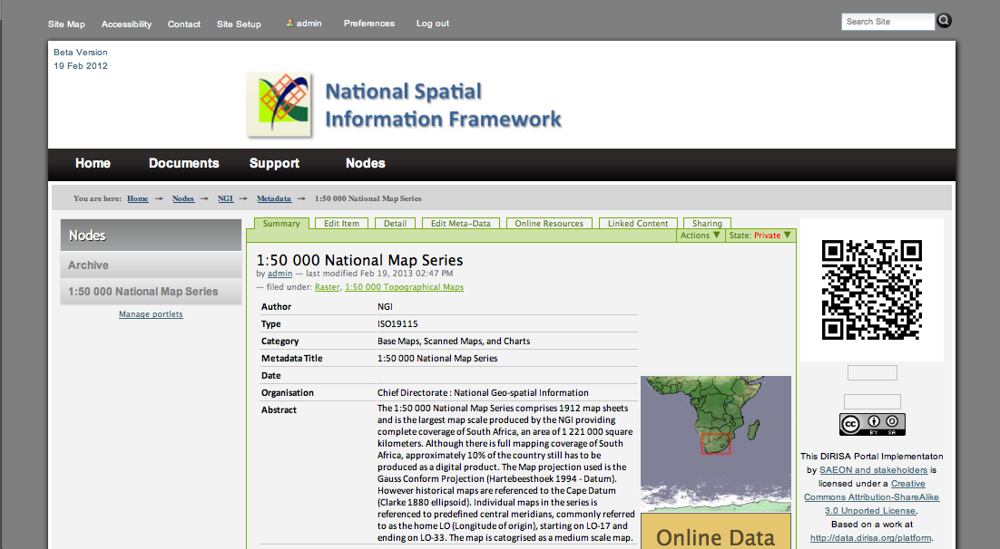 Site Map Accessibility Contact Site Setup admin Preferences Log out Search Site
Beta Version
19 Feb 2012
National Spatial
Information Framework
Home Documents Support Nodes
You are here: Home → Nodes → NGI → Metadata → 1:50 000 National Map Series
Nodes
Archive
1:50 000 National Map Series
Manage portlets
Summary Edit Item Detail Edit Meta-Data Online Resources Linked Content Sharing
Actions ▼ State: Private ▼
1:50 000 National Map Series
by admin — last modified Feb 19, 2013 02:47 PM
— filed under: Raster, 1:50 000 Topographical Maps
Author NGI
Type ISO19115
Category Base Maps, Scanned Maps, and Charts
Metadata Title 1:50 000 National Map Series
Date
Organisation Chief Directorate : National Geo-spatial Information
Abstract The 1:50 000 National Map Series comprises 1912 map sheets
and is the largest map scale produced by the NGI providing
complete coverage of South Africa, an area of 1 221 000 square
kilometers. Although there is full mapping coverage of South
Africa, approximately 10% of the country still has to be
produced as a digital product. The Map projection used is the
Gauss Conform Projection (Hartebeesthoek 1994 - Datum).
However historical maps are referenced to the Cape Datum
(Clarke 1880 ellipsoid). Individual maps in the series is
referenced to predefined central meridians, commonly referred
to as the home LO (Longitude of origin), starting on LO-17 and
ending on LO-33. The map is catogrised as a medium scale map.
Online Data
cc BY SA
This DIRISA Portal Implementaton
by SAEON and stakeholders is
licensed under a Creative
Commons Attribution-ShareAlike
3.0 Unported License.
Based on a work at
http://data.dirisa.org/platform.